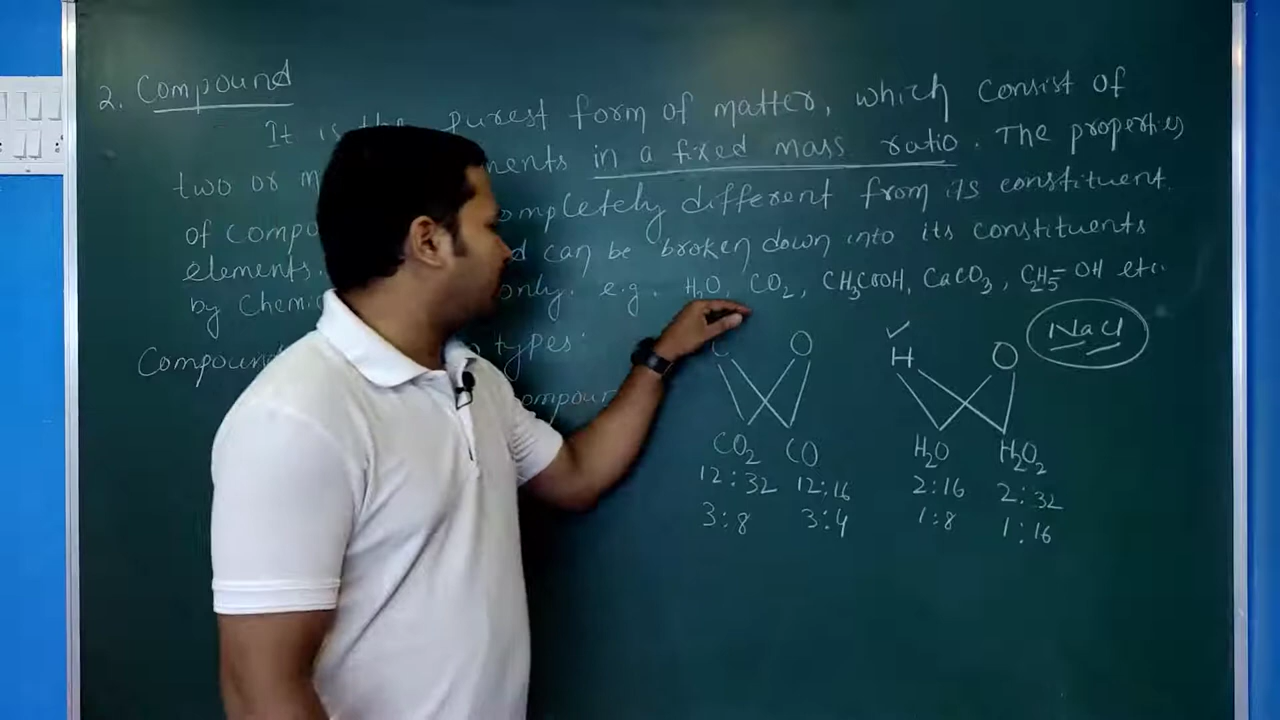 2. Compound
It is the purest form of matter, which consist of
two or m ements in a fixed mass ratio. The properties
of compo ompletely different from its constituent
elements. d can be broken down into its constituents
by Chemic only. e.g. H₂O, CO₂, CH₃COOH, CaCO₃, C₂H₅-OH etc.
Compound types
ompoun
C O
✓
H O
NaCl
CO₂ CO H₂O H₂O₂
12:32 12:16 2:16 2:32
3:8 3:4 1:8 1:16